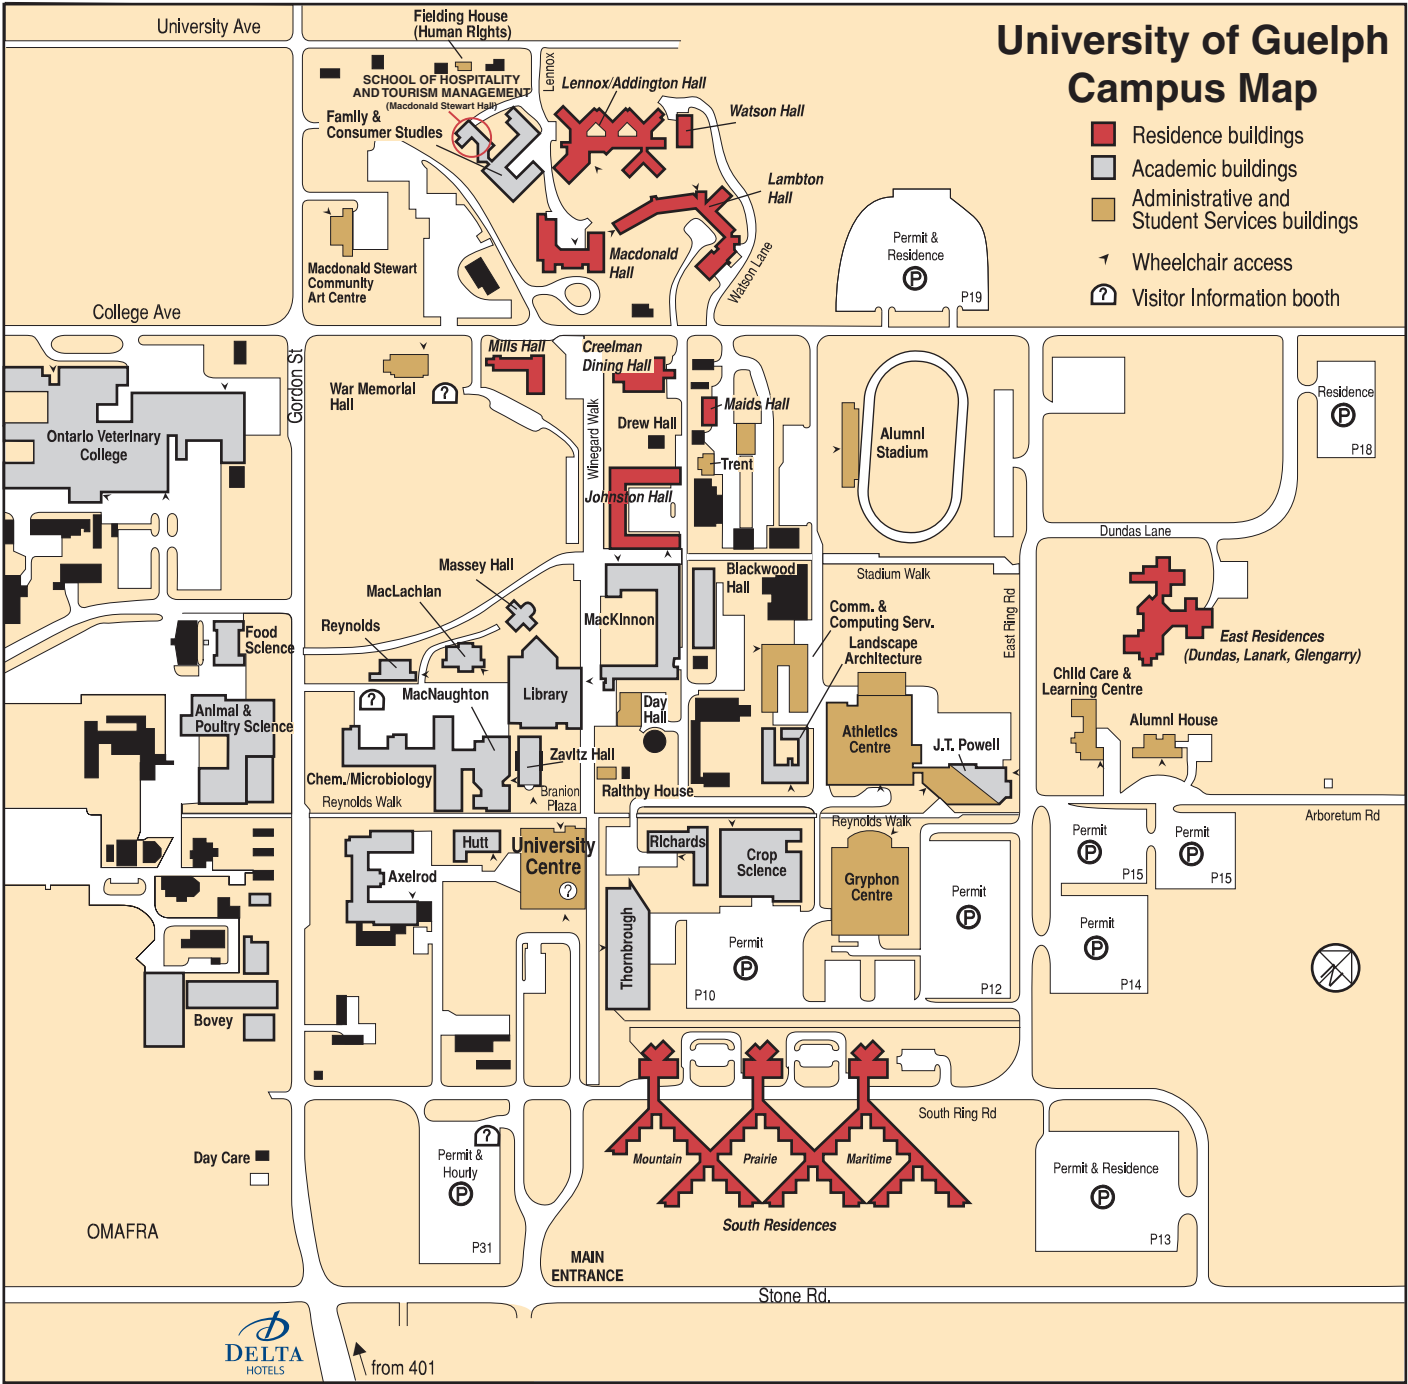 University Ave
Fielding House
(Human Rights)
University of Guelph
Campus Map
Residence buildings
Academic buildings
Administrative and
Student Services buildings
Wheelchair access
? Visitor Information booth
SCHOOL OF HOSPITALITY
AND TOURISM MANAGEMENT
(Macdonald Stewart Hall)
Lennox
Lennox/Addington Hall
Watson Hall
Family &
Consumer Studies
Lambton
Hall
Macdonald Stewart
Community
Art Centre
Macdonald
Hall
Watson Lane
Permit &
Residence
P
P19
College Ave
Gordon St
Mills Hall
Creelman
Dining Hall
War Memorial
Hall
?
Winegard Walk
Drew Hall
Maids Hall
Trent
Alumni
Stadium
Residence
P
P18
Ontario Veterinary
College
Johnston Hall
Dundas Lane
Massey Hall
MacLachlan
Reynolds
MacKinnon
Blackwood
Hall
Stadium Walk
East Ring Rd
Comm. &
Computing Serv.
Landscape
Architecture
East Residences
(Dundas, Lanark, Glengarry)
Food
Science
Child Care &
Learning Centre
Alumni House
?
MacNaughton
Library
Day
Hall
Animal &
Poultry Science
Athletics
Centre
J.T. Powell
Zavitz Hall
Chem./Microbiology
Reynolds Walk
Branion
Plaza
Raithby House
Arboretum Rd
Reynolds Walk
Hutt
University
Centre
?
Richards
Crop
Science
Axelrod
Gryphon
Centre
Permit
P
P15
Permit
P
P15
Permit
P
P12
Permit
P
P14
Thornbrough
Permit
P
P10
Bovey
South Ring Rd
Mountain
Prairie
Maritime
South Residences
Day Care
?
Permit &
Hourly
P
P31
Permit & Residence
P
P13
OMAFRA
MAIN
ENTRANCE
Stone Rd.
DELTA
HOTELS
from 401